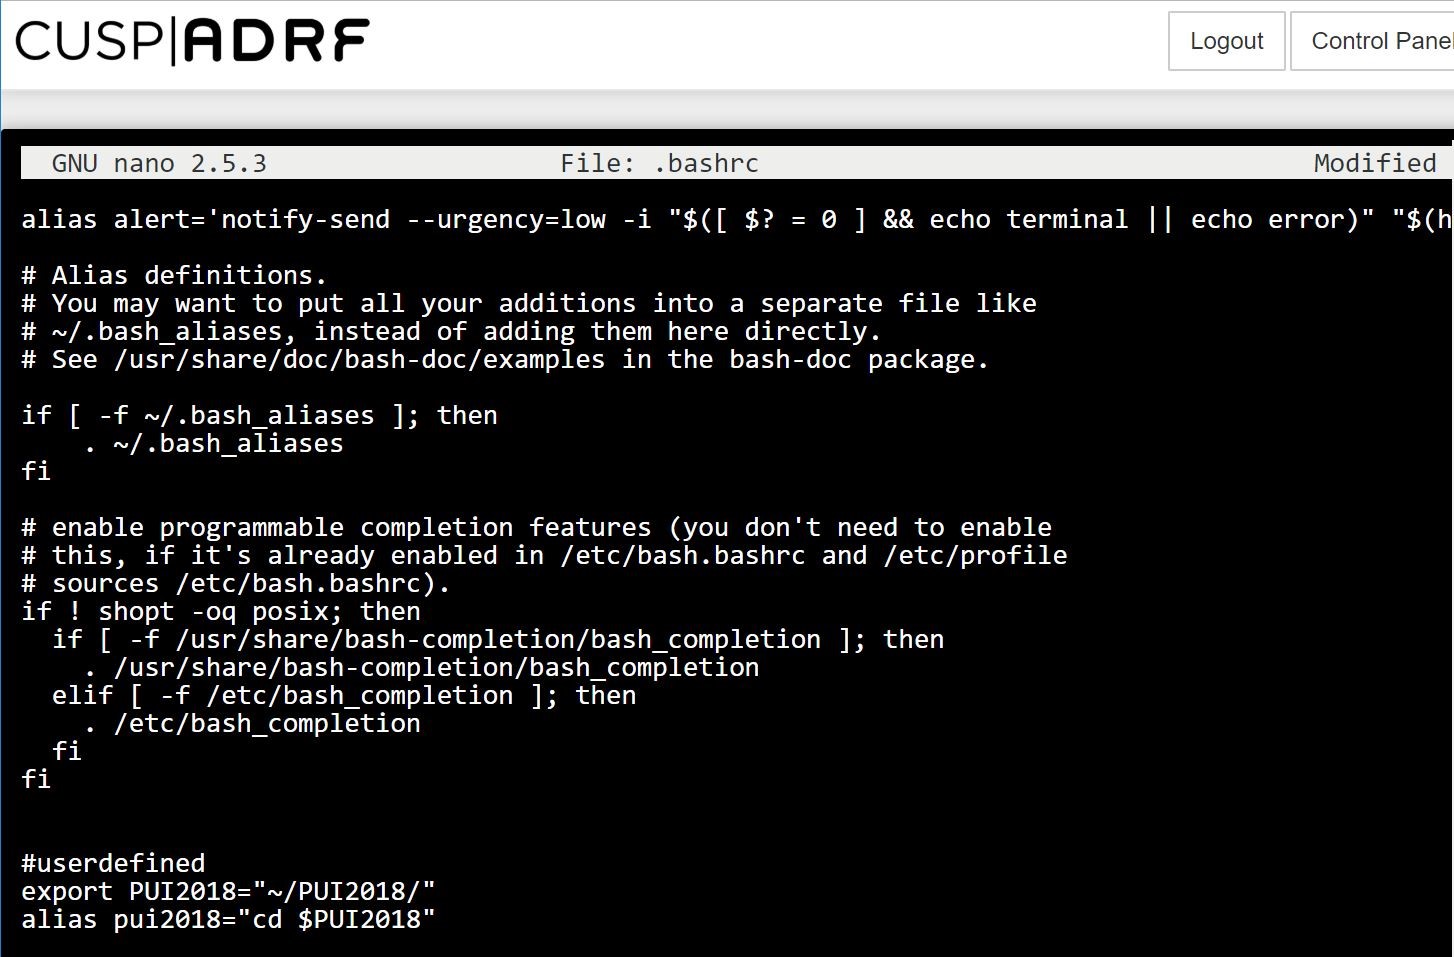 CUSP|ADRF
Logout
Control Panel
GNU nano 2.5.3 File: .bashrc Modified
alias alert='notify-send --urgency=low -i "$([ $? = 0 ] && echo terminal || echo error)" "$(h
# Alias definitions.
# You may want to put all your additions into a separate file like
# ~/.bash_aliases, instead of adding them here directly.
# See /usr/share/doc/bash-doc/examples in the bash-doc package.
if [ -f ~/.bash_aliases ]; then
    . ~/.bash_aliases
fi
# enable programmable completion features (you don't need to enable
# this, if it's already enabled in /etc/bash.bashrc and /etc/profile
# sources /etc/bash.bashrc).
if ! shopt -oq posix; then
  if [ -f /usr/share/bash-completion/bash_completion ]; then
    . /usr/share/bash-completion/bash_completion
  elif [ -f /etc/bash_completion ]; then
    . /etc/bash_completion
  fi
fi
#userdefined
export PUI2018="~/PUI2018/"
alias pui2018="cd $PUI2018"